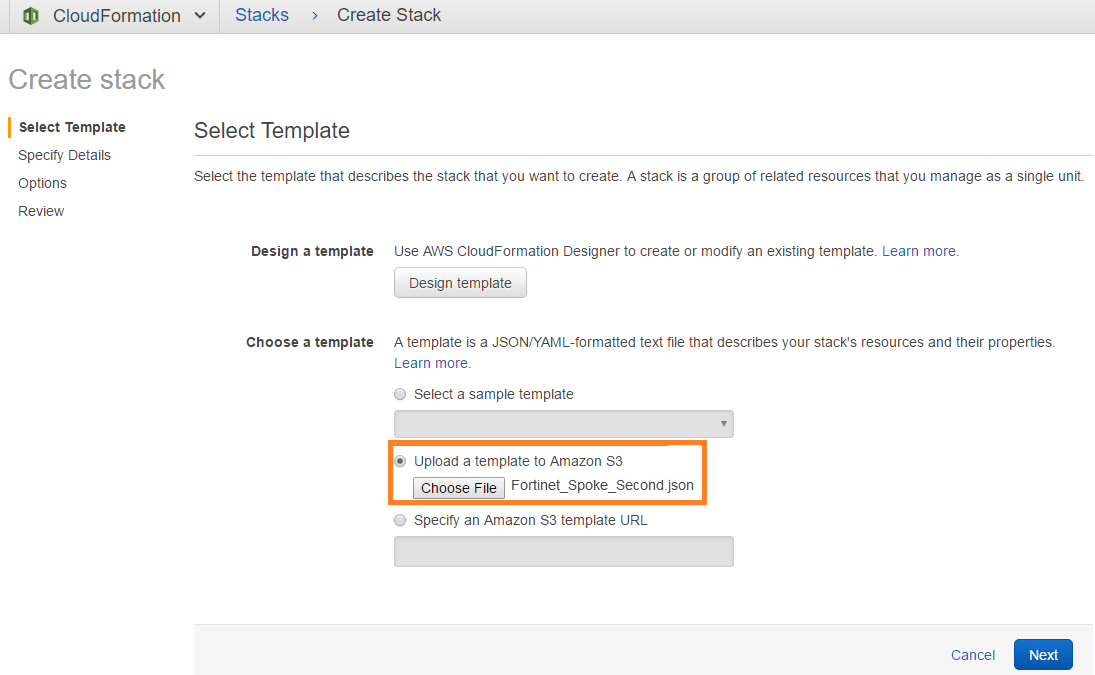 CloudFormation Stacks > Create Stack
Create stack
Select Template
Specify Details
Options
Review
Select Template
Select the template that describes the stack that you want to create. A stack is a group of related resources that you manage as a single unit.
Design a template Use AWS CloudFormation Designer to create or modify an existing template. Learn more.
Design template
Choose a template A template is a JSON/YAML-formatted text file that describes your stack's resources and their properties.
Learn more.
Select a sample template
Upload a template to Amazon S3
Choose File Fortinet_Spoke_Second.json
Specify an Amazon S3 template URL
Cancel Next